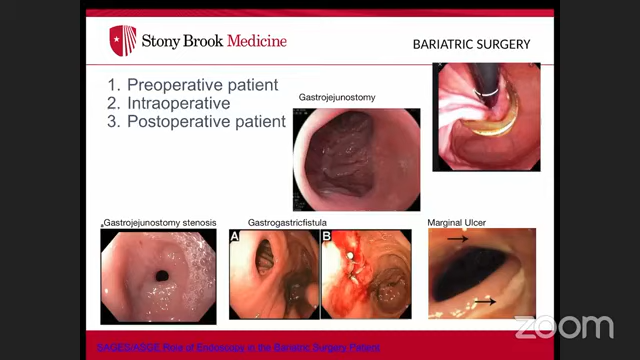 Stony Brook Medicine
BARIATRIC SURGERY
1. Preoperative patient
2. Intraoperative
3. Postoperative patient
Gastrojejunostomy
Gastrojejunostomy stenosis
Gastrogastricfistula
Marginal Ulcer
A
B
SAGES/ASGE Role of Endoscopy in the Bariatric Surgery Patient
zoom